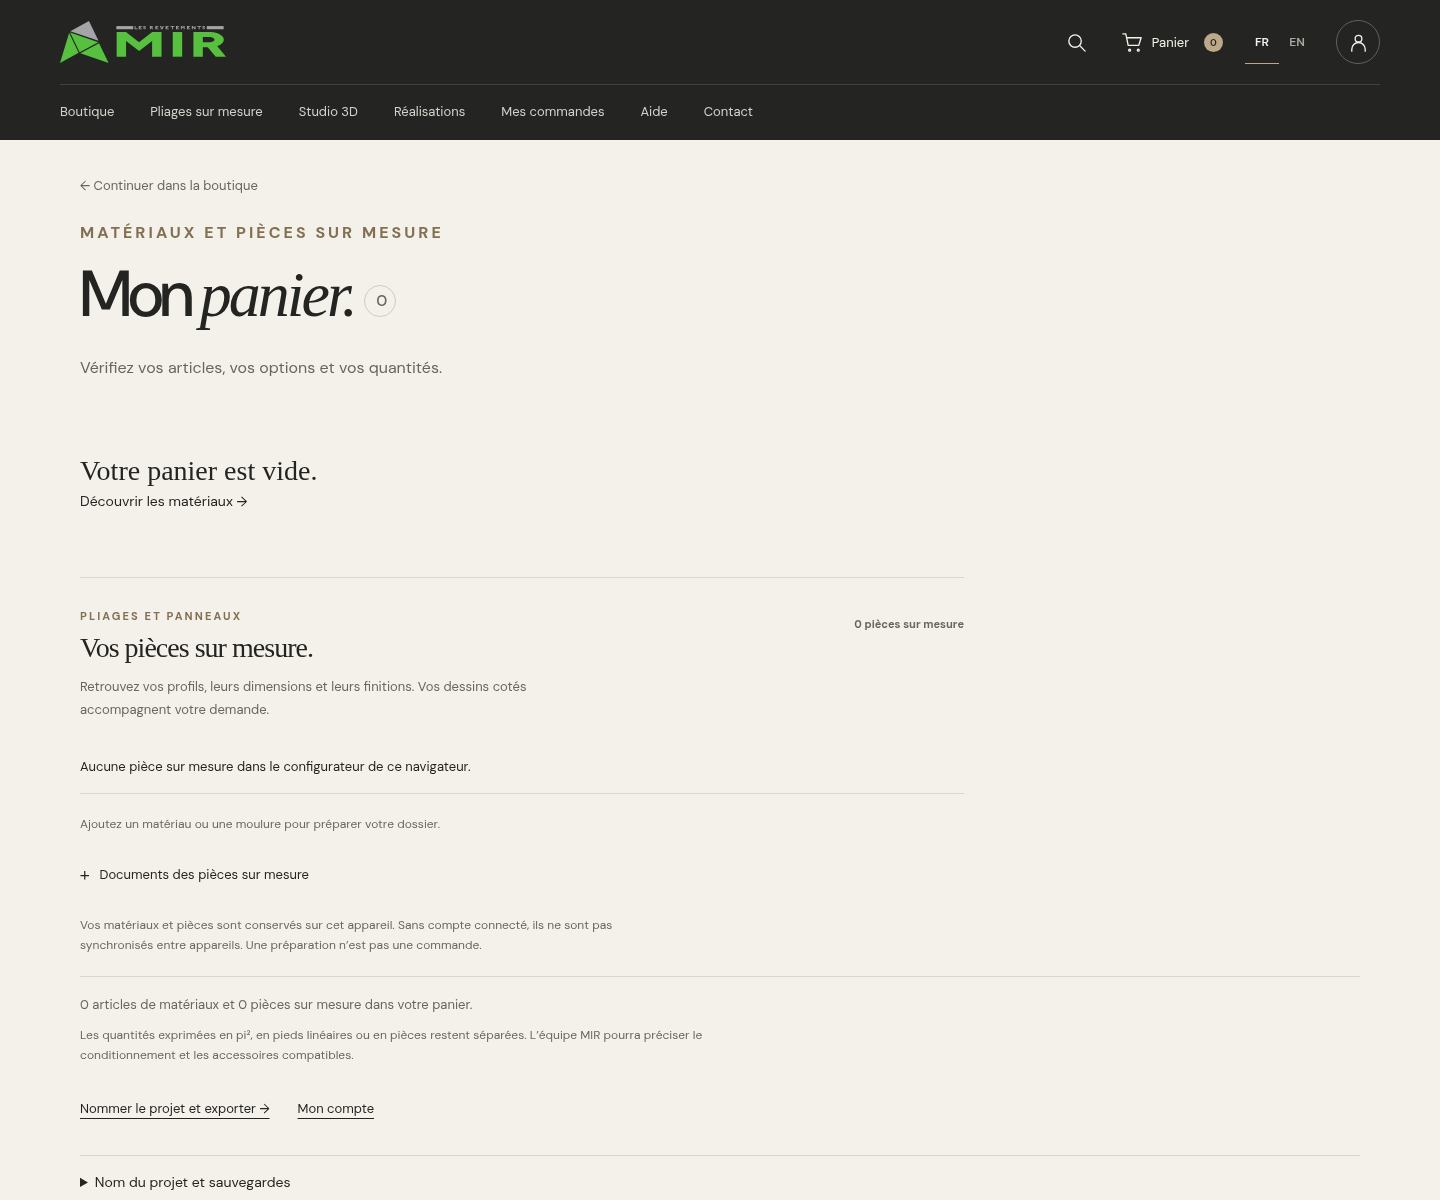 LES REVÊTEMENTS
MIR
Panier 0
FR EN
Boutique Pliages sur mesure Studio 3D Réalisations Mes commandes Aide Contact
← Continuer dans la boutique
MATÉRIAUX ET PIÈCES SUR MESURE
Mon panier. 0
Vérifiez vos articles, vos options et vos quantités.
Votre panier est vide.
Découvrir les matériaux →
PLIAGES ET PANNEAUX
0 pièces sur mesure
Vos pièces sur mesure.
Retrouvez vos profils, leurs dimensions et leurs finitions. Vos dessins cotés
accompagnent votre demande.
Aucune pièce sur mesure dans le configurateur de ce navigateur.
Ajoutez un matériau ou une moulure pour préparer votre dossier.
+ Documents des pièces sur mesure
Vos matériaux et pièces sont conservés sur cet appareil. Sans compte connecté, ils ne sont pas
synchronisés entre appareils. Une préparation n’est pas une commande.
0 articles de matériaux et 0 pièces sur mesure dans votre panier.
Les quantités exprimées en pi², en pieds linéaires ou en pièces restent séparées. L’équipe MIR pourra préciser le
conditionnement et les accessoires compatibles.
Nommer le projet et exporter → Mon compte
▶ Nom du projet et sauvegardes